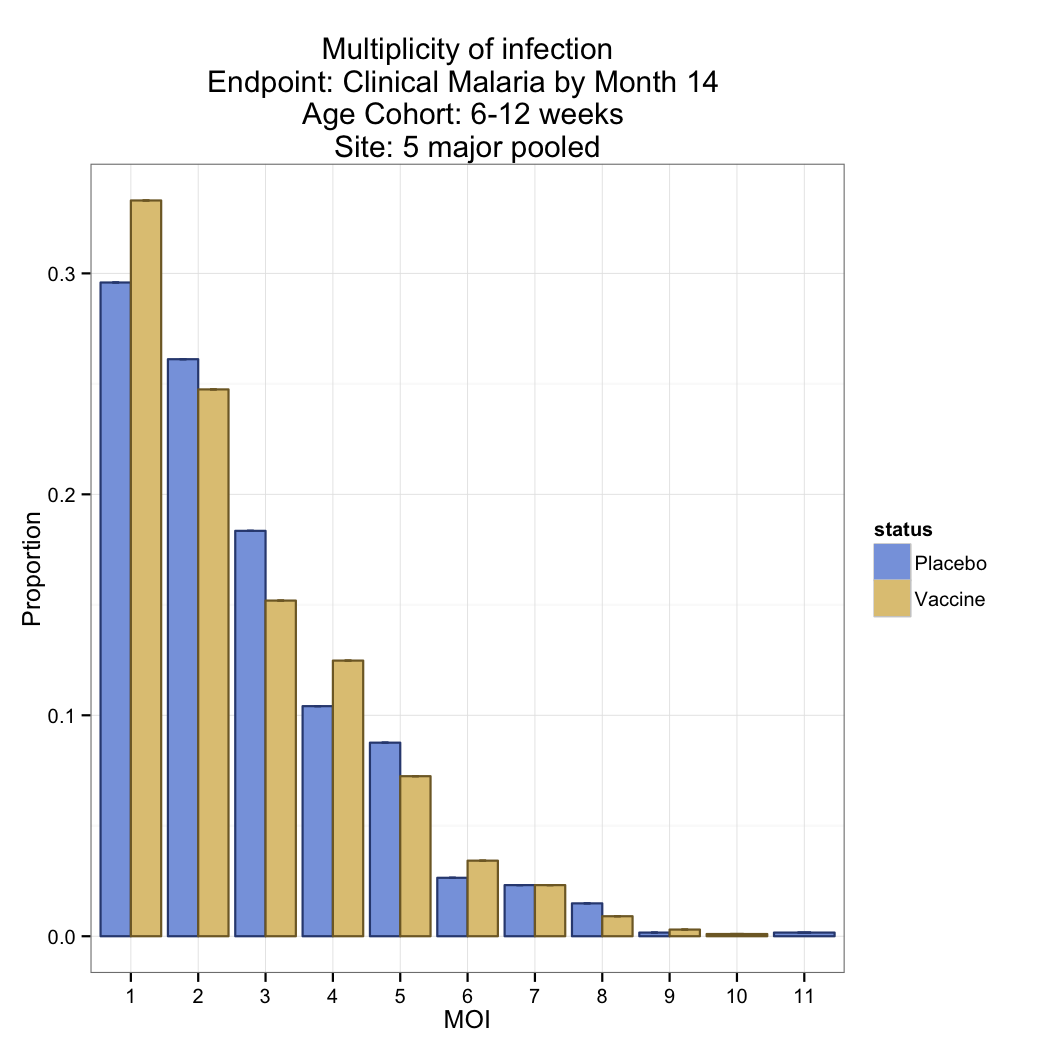 Multiplicity of infection
Endpoint: Clinical Malaria by Month 14
Age Cohort: 6-12 weeks
Site: 5 major pooled
0.3
0.2
0.1
0.0
Proportion
1 2 3 4 5 6 7 8 9 10 11
MOI
status
Placebo
Vaccine